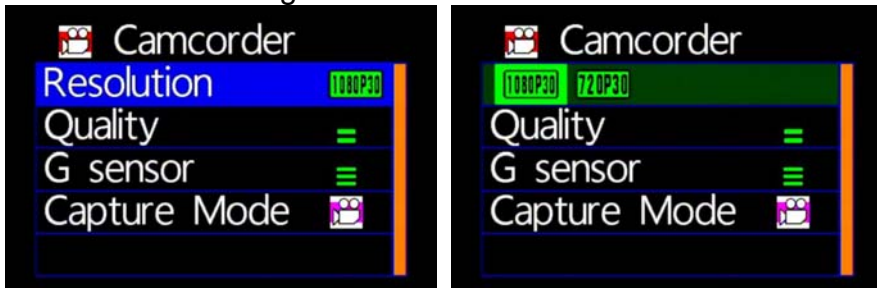 Camcorder
Resolution 1080P30
Quality
G sensor
Capture Mode
Camcorder
1080P30 720P30
Quality
G sensor
Capture Mode